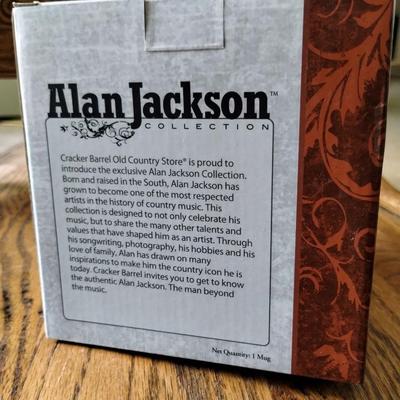 Alan Jackson™
COLLECTION
Cracker Barrel Old Country Store® is proud to
introduce the exclusive Alan Jackson Collection.
Born and raised in the South, Alan Jackson has
grown to become one of the most respected
artists in the history of country music. This
collection is designed to not only celebrate his
music, but to share the many other talents and
values that have shaped him as an artist. Through
his songwriting, photography, his hobbies and his
love of family, Alan has drawn on many
inspirations to make him the country icon he is
today. Cracker Barrel invites you to get to know
the authentic Alan Jackson. The man beyond
the music.
Net Quantity: 1 Mug